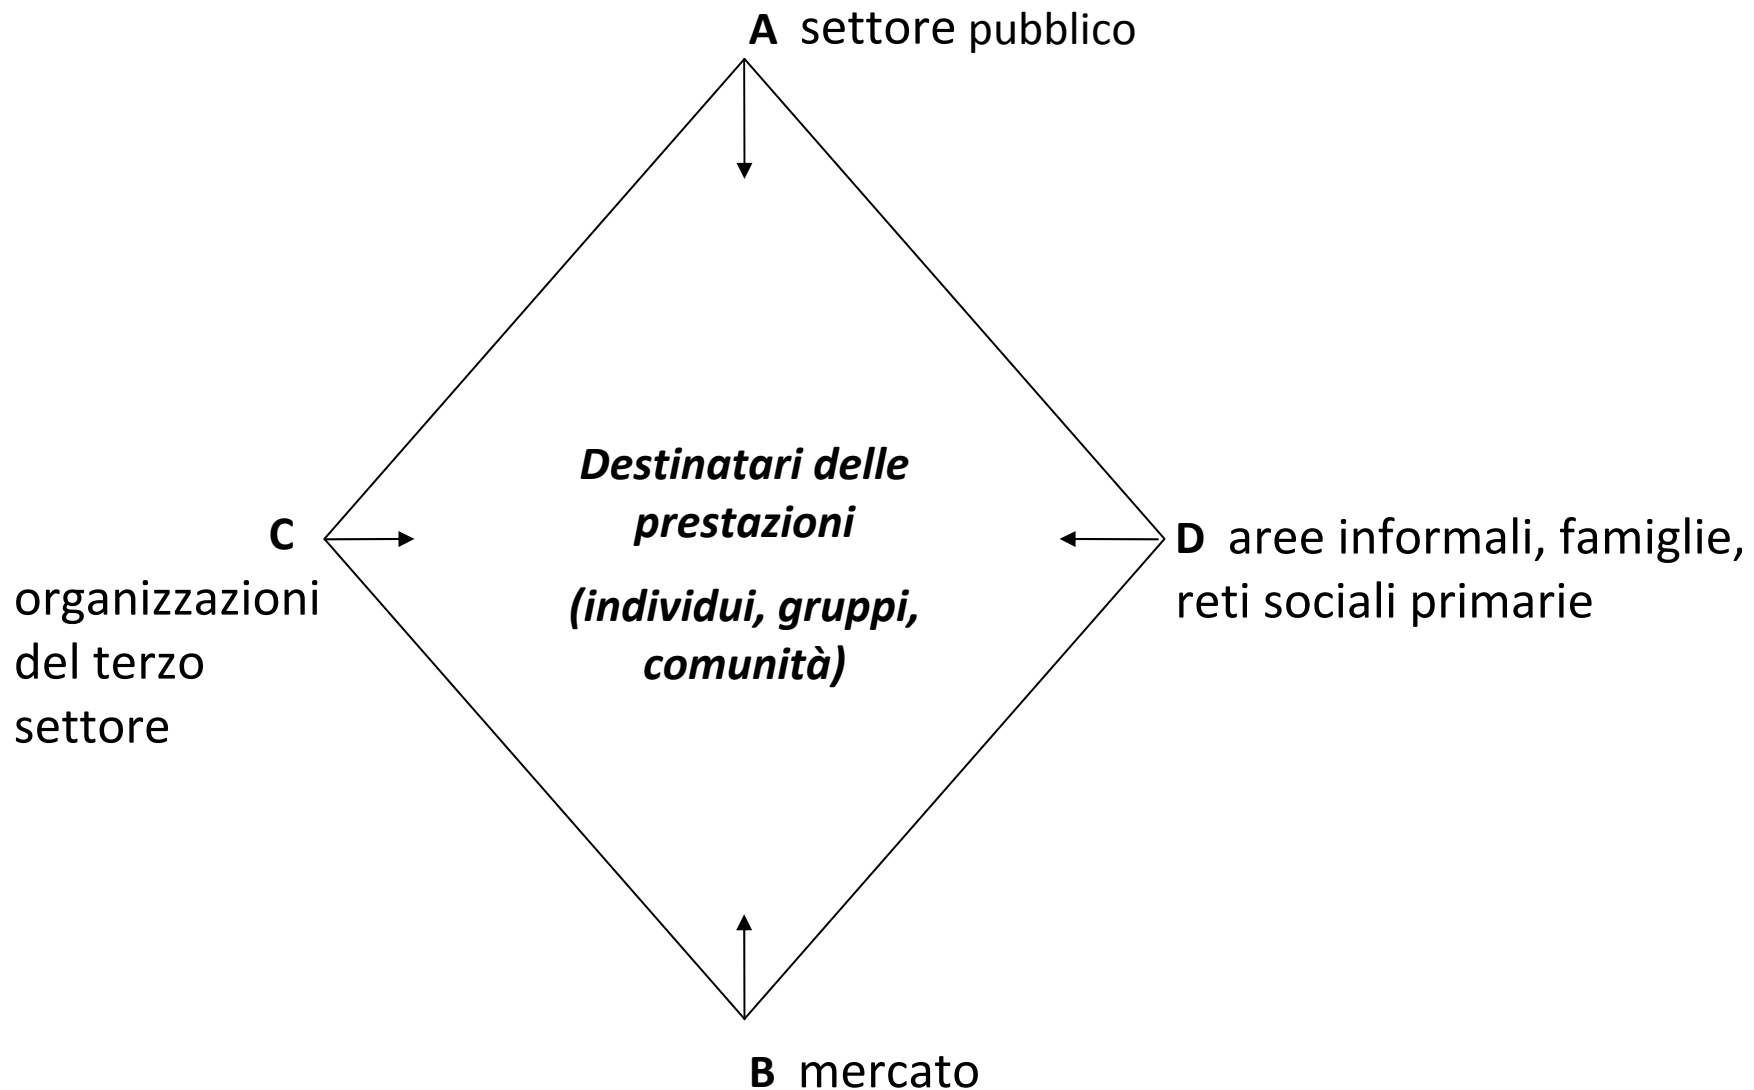 A settore pubblico
Destinatari delle
prestazioni
(individui, gruppi,
comunità)
C
organizzazioni
del terzo
settore
D aree informali, famiglie,
reti sociali primarie
B mercato